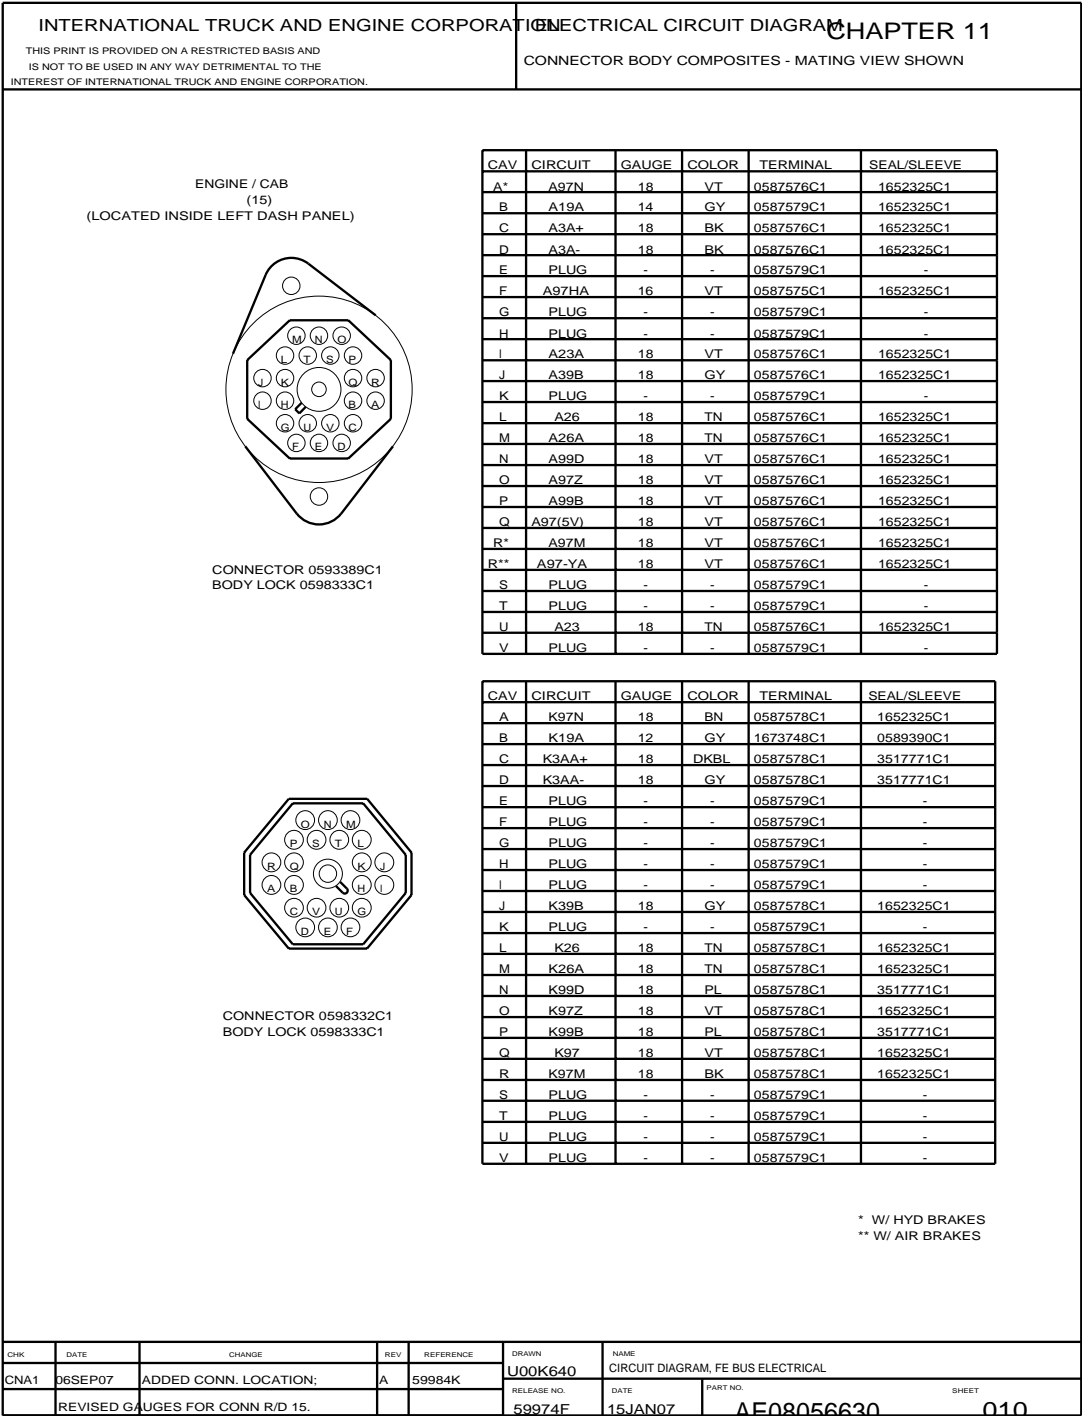 INTERNATIONAL TRUCK AND ENGINE CORPORATION
THIS PRINT IS PROVIDED ON A RESTRICTED BASIS AND
IS NOT TO BE USED IN ANY WAY DETRIMENTAL TO THE
INTEREST OF INTERNATIONAL TRUCK AND ENGINE CORPORATION.
ELECTRICAL CIRCUIT DIAGRAM
CHAPTER 11
CONNECTOR BODY COMPOSITES - MATING VIEW SHOWN
ENGINE / CAB
(15)
(LOCATED INSIDE LEFT DASH PANEL)
M N O
L T S P
J K Q R
I H B A
G U V C
F E D
CONNECTOR 0593389C1
BODY LOCK 0598333C1
CAV CIRCUIT GAUGE COLOR TERMINAL SEAL/SLEEVE
A* A97N 18 VT 0587576C1 1652325C1
B A19A 14 GY 0587579C1 1652325C1
C A3A+ 18 BK 0587576C1 1652325C1
D A3A- 18 BK 0587576C1 1652325C1
E PLUG - - 0587579C1 -
F A97HA 16 VT 0587575C1 1652325C1
G PLUG - - 0587579C1 -
H PLUG - - 0587579C1 -
I A23A 18 VT 0587576C1 1652325C1
J A39B 18 GY 0587576C1 1652325C1
K PLUG - - 0587579C1 -
L A26 18 TN 0587576C1 1652325C1
M A26A 18 TN 0587576C1 1652325C1
N A99D 18 VT 0587576C1 1652325C1
O A97Z 18 VT 0587576C1 1652325C1
P A99B 18 VT 0587576C1 1652325C1
Q A97(5V) 18 VT 0587576C1 1652325C1
R* A97M 18 VT 0587576C1 1652325C1
R** A97-YA 18 VT 0587576C1 1652325C1
S PLUG - - 0587579C1 -
T PLUG - - 0587579C1 -
U A23 18 TN 0587576C1 1652325C1
V PLUG - - 0587579C1 -
O N M
P S T L
R Q K J
A B H I
C V U G
D E F
CONNECTOR 0598332C1
BODY LOCK 0598333C1
CAV CIRCUIT GAUGE COLOR TERMINAL SEAL/SLEEVE
A K97N 18 BN 0587578C1 1652325C1
B K19A 12 GY 1673748C1 0589390C1
C K3AA+ 18 DKBL 0587578C1 3517771C1
D K3AA- 18 GY 0587578C1 3517771C1
E PLUG - - 0587579C1 -
F PLUG - - 0587579C1 -
G PLUG - - 0587579C1 -
H PLUG - - 0587579C1 -
I PLUG - - 0587579C1 -
J K39B 18 GY 0587578C1 1652325C1
K PLUG - - 0587579C1 -
L K26 18 TN 0587578C1 1652325C1
M K26A 18 TN 0587578C1 1652325C1
N K99D 18 PL 0587578C1 3517771C1
O K97Z 18 VT 0587578C1 1652325C1
P K99B 18 PL 0587578C1 3517771C1
Q K97 18 VT 0587578C1 1652325C1
R K97M 18 BK 0587578C1 1652325C1
S PLUG - - 0587579C1 -
T PLUG - - 0587579C1 -
U PLUG - - 0587579C1 -
V PLUG - - 0587579C1 -
* W/ HYD BRAKES
** W/ AIR BRAKES
CHK DATE CHANGE REV REFERENCE
CNA1 06SEP07 ADDED CONN. LOCATION; A 59984K
REVISED GAUGES FOR CONN R/D 15.
DRAWN
U00K640
NAME
CIRCUIT DIAGRAM, FE BUS ELECTRICAL
RELEASE NO.
59974F
DATE
15JAN07
PART NO.
AE08056630
SHEET
010